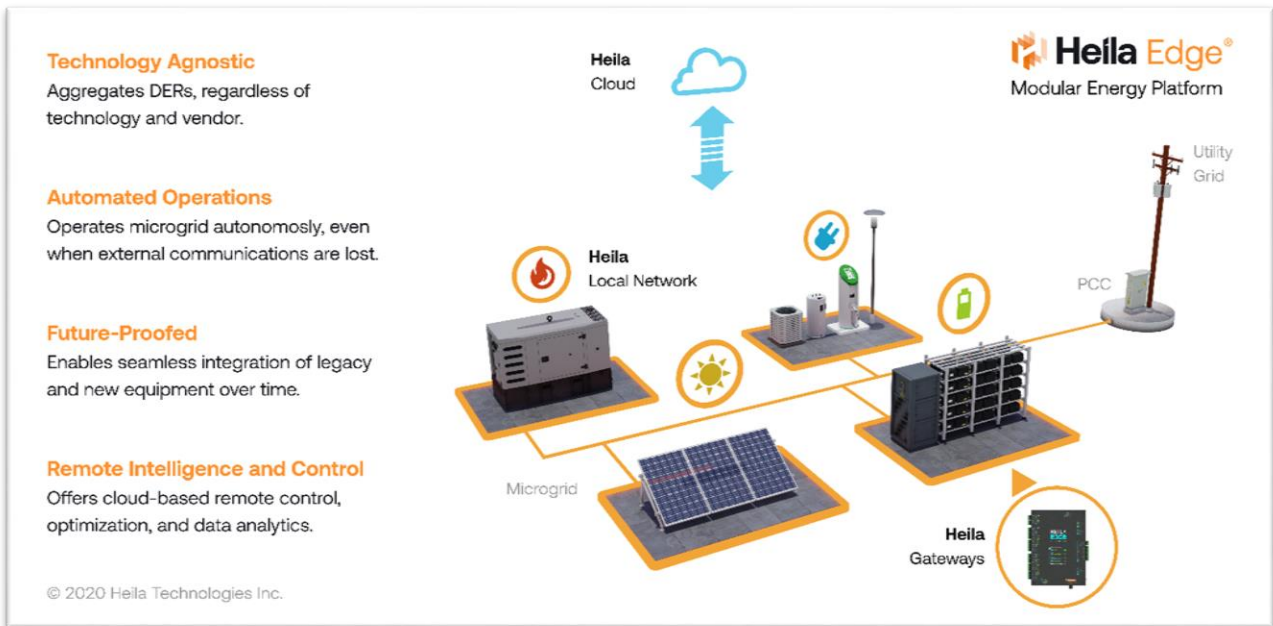 Technology Agnostic
Aggregates DERs, regardless of
technology and vendor.
Automated Operations
Operates microgrid autonomosly, even
when external communications are lost.
Future-Proofed
Enables seamless integration of legacy
and new equipment over time.
Remote Intelligence and Control
Offers cloud-based remote control,
optimization, and data analytics.
© 2020 Heila Technologies Inc.
Heila
Cloud
Heila Edge®
Modular Energy Platform
Utility
Grid
PCC
Heila
Local Network
Microgrid
Heila
Gateways
HEILA
EDGE